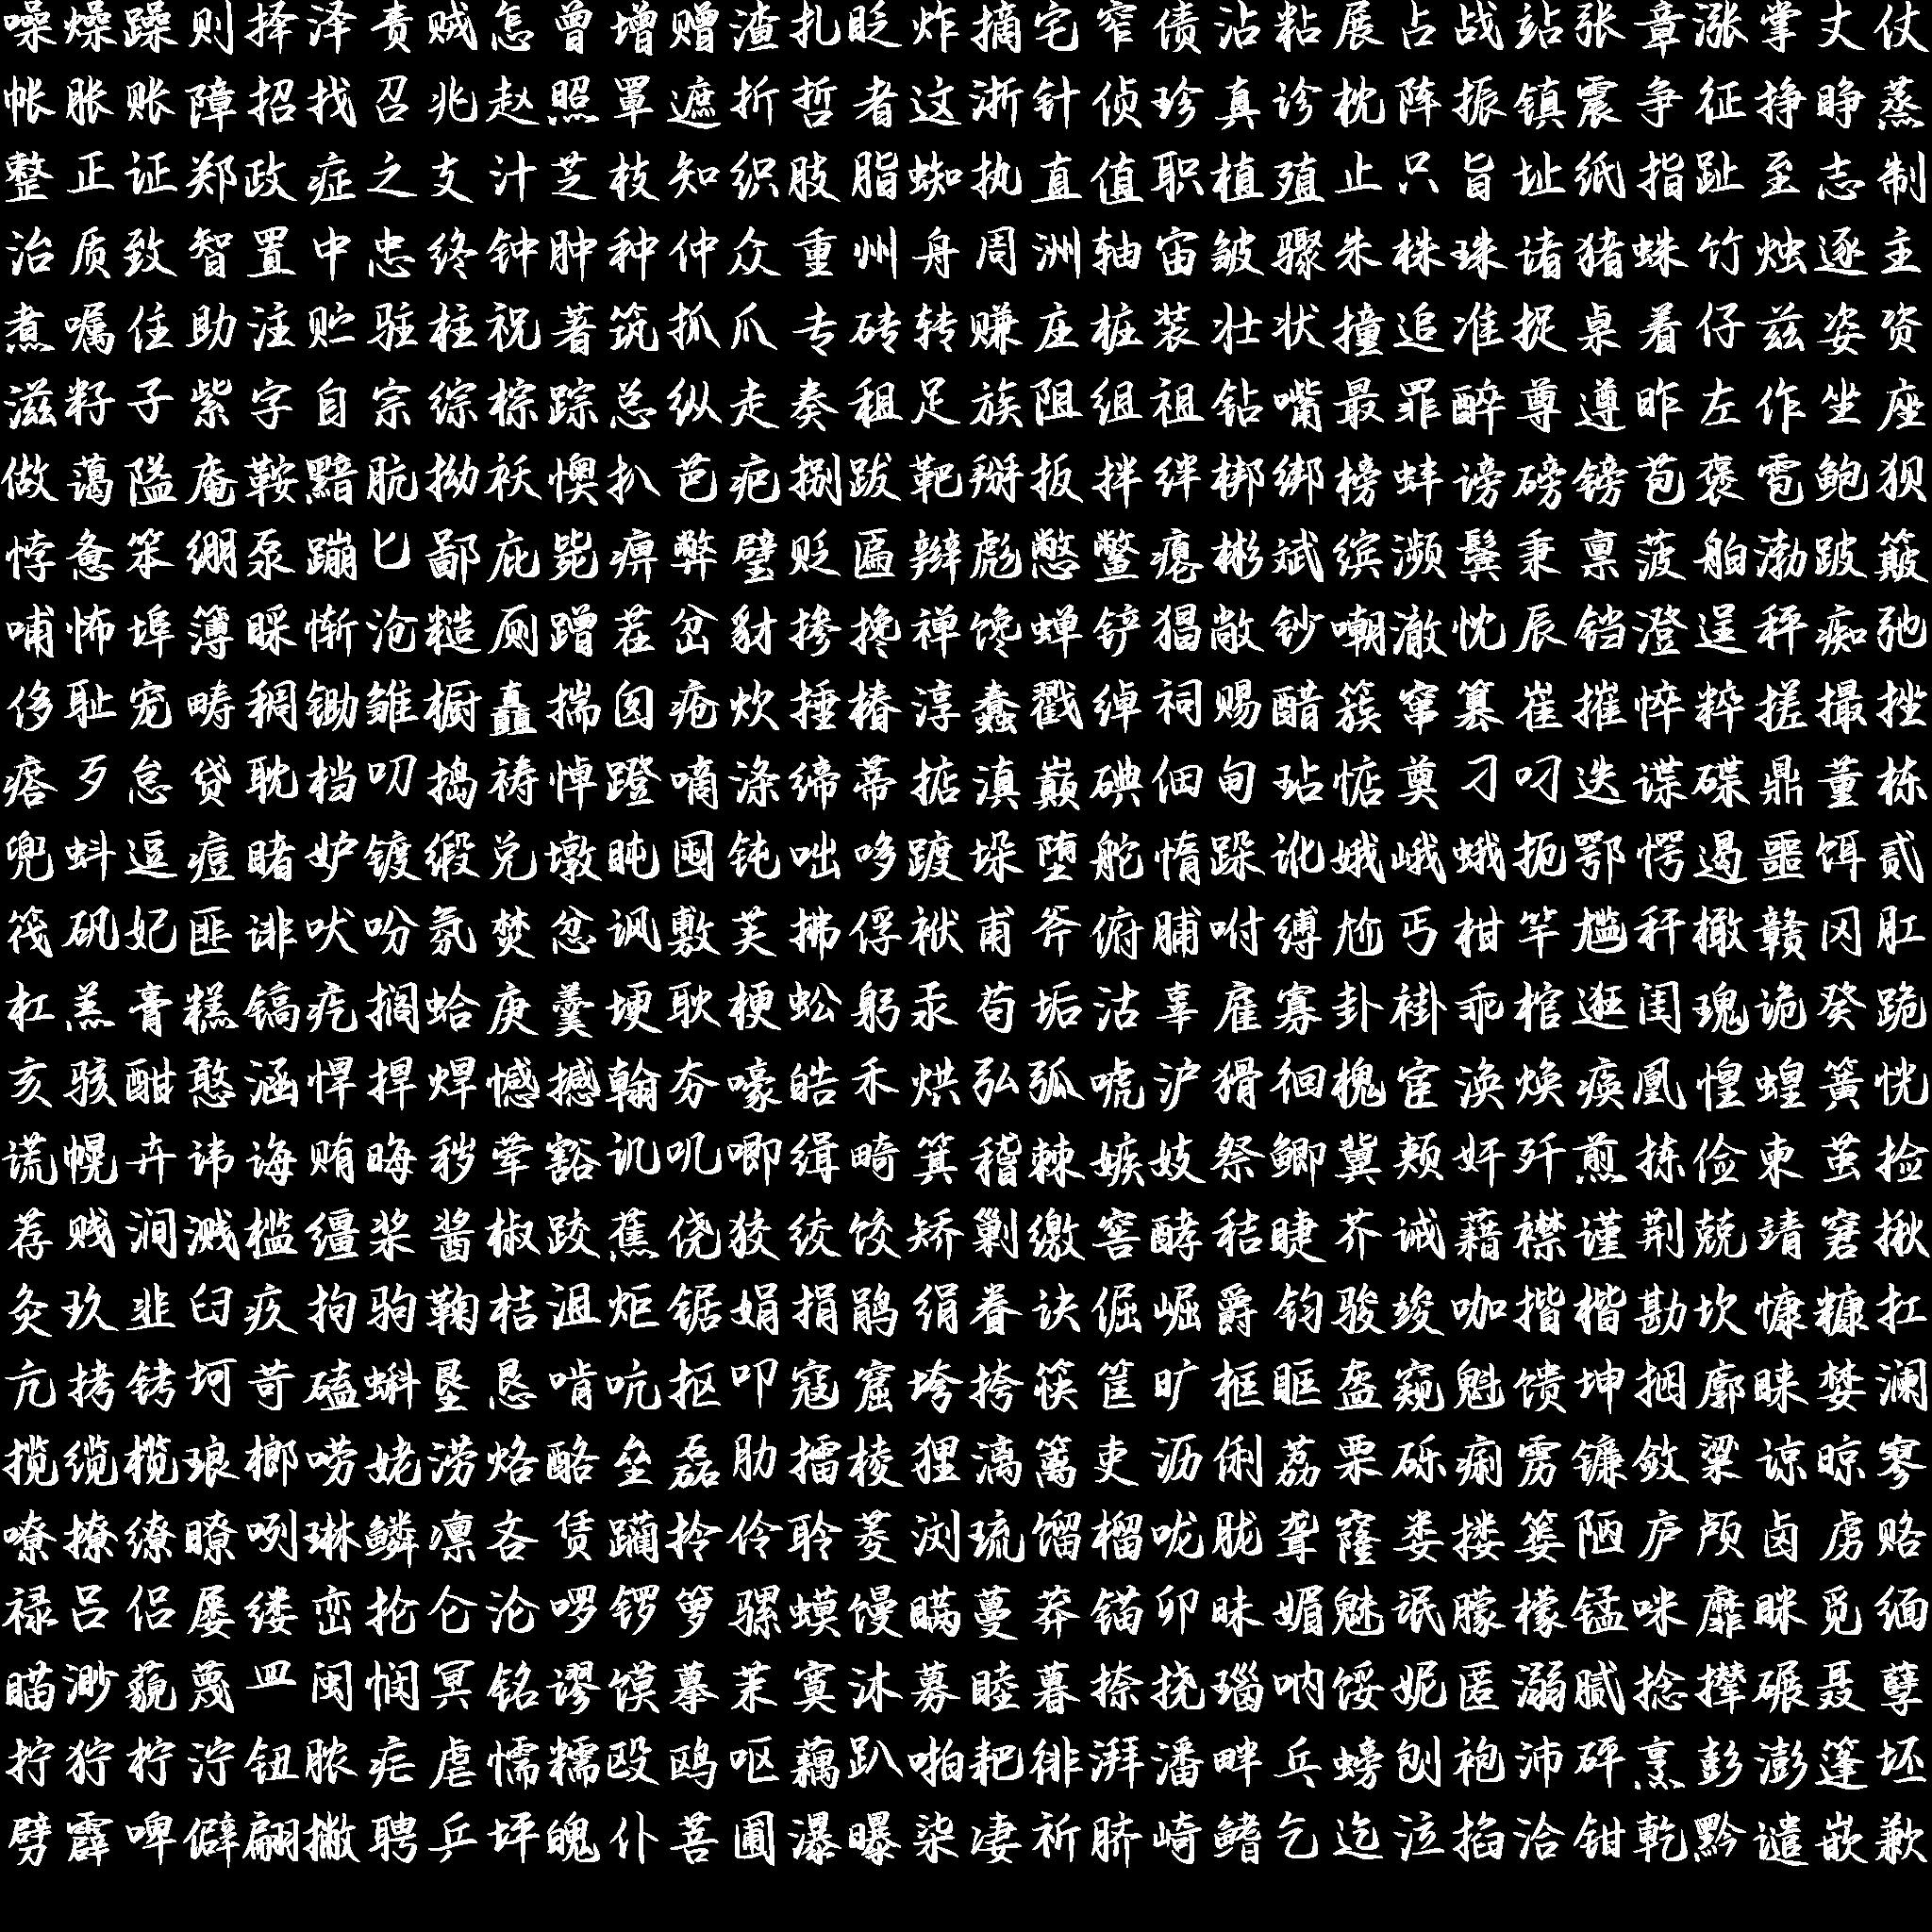 噪燥躁则择泽责贼怎曾增赠渣扎眨炸摘宅窄债沾粘展占战站张章涨掌丈仗
帐胀账障招找召兆赵照罩遮折哲者这浙针侦珍真诊枕阵振镇震争征挣睁蒸
整正证郑政症之支汁芝枝知织肢脂蜘执直值职植殖止只旨址纸指趾至志制
治质致智置中忠终钟肿种仲众重州舟周洲轴宙皱骤朱株珠诸猪蛛竹烛逐主
煮嘱住助注贮驻柱祝著筑抓爪专砖转赚庄桩装壮状撞追准捉桌着仔兹姿资
滋籽子紫字自宗综棕踪总纵走奏租足族阻组祖钻嘴最罪醉尊遵昨左作坐座
做蔼隘庵鞍黯肮拗袄懊扒芭疤捌跋靶掰扳拌绊梆绑榜蚌谤磅镑苞褒雹鲍狈
悖惫笨绷泵蹦匕鄙庇毙痹弊璧贬匾辫彪憋鳖瘪彬斌缤濒鬓秉禀菠舶渤跛簸
哺怖埠簿睬惭沧糙厕蹭茬岔豺掺搀禅馋蝉铲猖敞钞嘲澈忱辰铛澄逞秤痴弛
侈耻宠畴稠锄雏橱矗揣囱疮炊捶椿淳蠢戳绰祠赐醋簇窜篡崔摧悴粹搓撮挫
瘩歹怠贷耽档叨捣祷悼蹬嘀涤缔蒂掂滇巅碘佃甸玷惦奠刁叼迭谍碟鼎董栋
兜蚪逗痘睹妒镀缎兑墩盹囤钝咄哆踱垛堕舵惰跺讹娥峨蛾扼鄂愕遏噩饵贰
筏矾妃匪诽吠吩氛焚忿讽敷芙拂俘袱甫斧俯脯咐缚尬丐柑竿尴秆橄赣冈肛
杠羔膏糕镐疙搁蛤庚羹埂耿梗蚣躬汞苟垢沽辜雇寡卦褂乖棺逛闺瑰诡癸跪
亥骇酣憨涵悍捍焊憾撼翰夯嚎皓禾烘弘弧唬沪猾徊槐宦涣焕痪凰惶蝗簧恍
谎幌卉讳诲贿晦秽荤豁讥叽唧缉畸箕稽棘嫉妓祭鲫冀颊奸歼煎拣俭柬茧捡
荐贱涧溅槛缰桨酱椒跤蕉侥狡绞饺矫剿缴窖酵秸睫芥诫藉襟谨荆兢靖窘揪
灸玖韭臼疚拘驹鞠桔沮炬锯娟捐鹃绢眷诀倔崛爵钧骏竣咖揩楷勘坎慷糠扛
亢拷铐坷苛磕蝌垦恳啃吭抠叩寇窟垮挎筷筐旷框眶盔窥魁馈坤捆廓睐婪澜
揽缆榄琅榔唠姥涝烙酪垒磊肋擂棱狸漓篱吏沥俐荔栗砾痢雳镰敛粱谅晾寥
嘹撩缭瞭咧琳鳞凛吝赁躏拎伶聆菱浏琉馏榴咙胧聋窿娄搂篓陋庐颅卤虏赂
禄吕侣屡缕峦抡仑沦啰锣箩骡蟆馒瞒蔓莽锚卯昧媚魅氓朦檬锰咪靡眯觅缅
瞄渺藐蔑皿闽悯冥铭谬馍摹茉寞沐募睦暮捺挠瑙呐馁妮匿溺腻捻撵碾聂孽
拧狞柠泞钮脓疟虐懦糯殴鸥呕藕趴啪耙徘湃潘畔乓螃刨袍沛砰烹彭澎篷坯
劈霹啤僻翩撇聘乒坪魄仆菩圃瀑曝柒凄祈脐崎鳍乞迄泣掐洽钳乾黔谴嵌歉